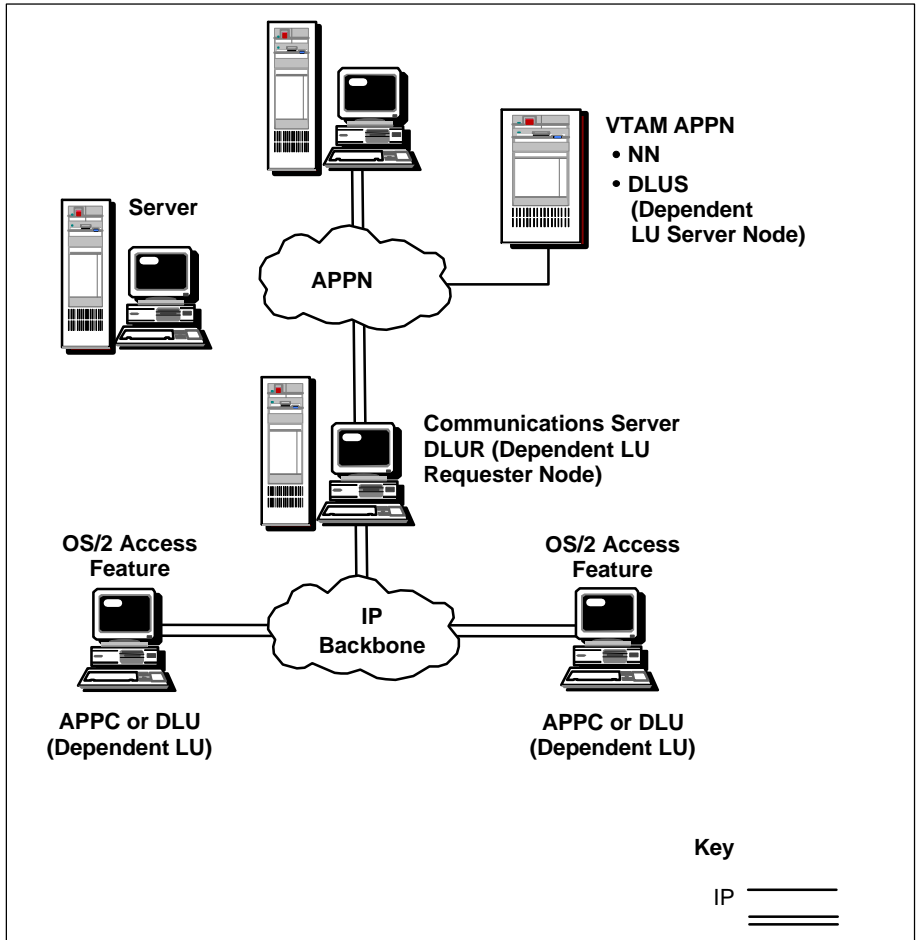 VTAM APPN
• NN
• DLUS
(Dependent
LU Server Node)
Server
APPN
Communications Server
DLUR (Dependent LU
Requester Node)
OS/2 Access
Feature
OS/2 Access
Feature
IP
Backbone
APPC or DLU
(Dependent LU)
APPC or DLU
(Dependent LU)
Key
IP